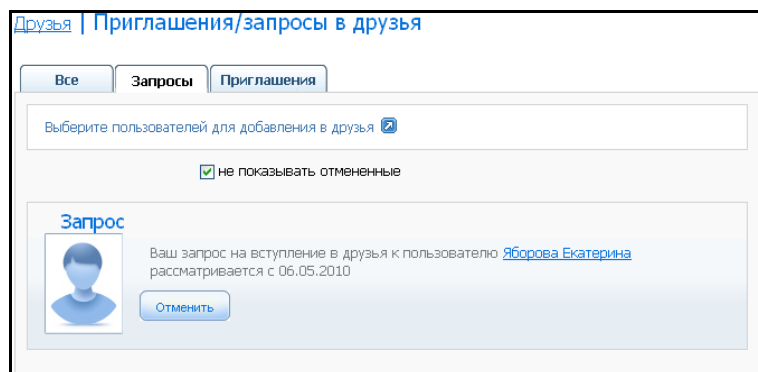 Друзья | Приглашения/запросы в друзья
Все Запросы Приглашения
Выберите пользователей для добавления в друзья
не показывать отмененные
Запрос
Ваш запрос на вступление в друзья к пользователю Яборова Екатерина
рассматривается с 06.05.2010
Отменить